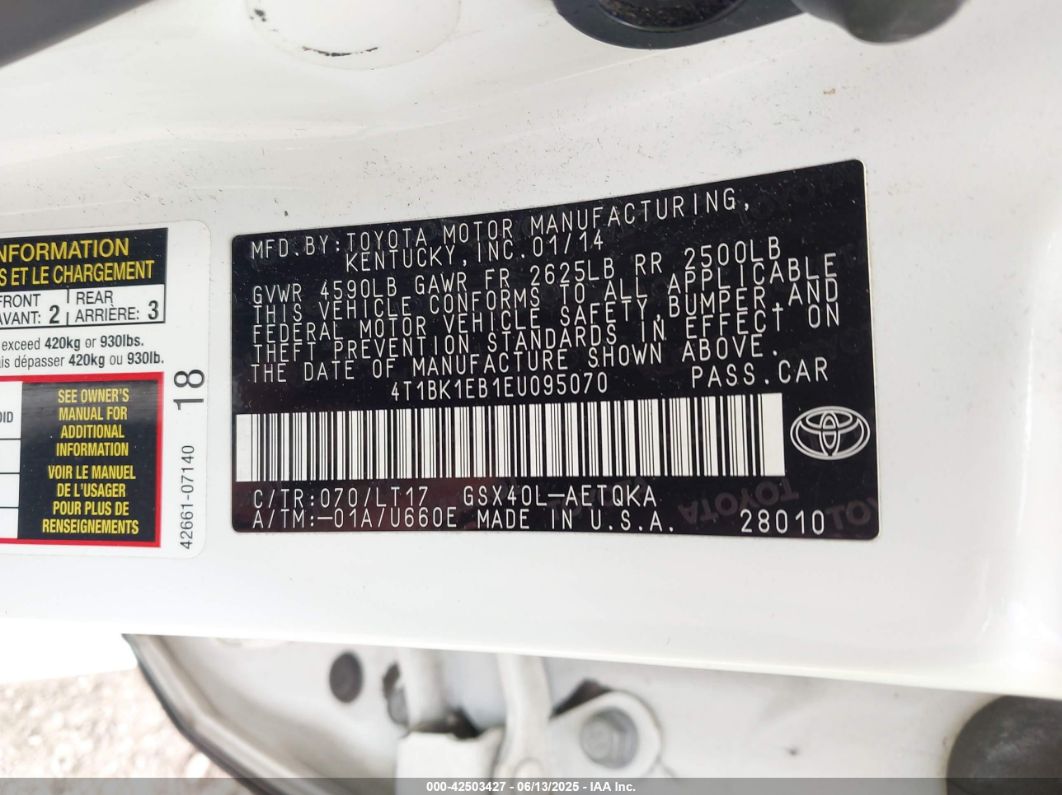 INFORMATION
S ET LE CHARGEMENT
FRONT
AVANT: 2
REAR
ARRIÈRE: 3
exceed 420kg or 930lbs.
ais dépasser 420kg ou 930lb.
SEE OWNER'S
MANUAL FOR
ADDITIONAL
INFORMATION
VOIR LE MANUEL
DE L'USAGER
POUR PLUS DE
RENSEIGNEMENTS
18
42661-07140
MFD.BY:TOYOTA MOTOR MANUFACTURING,
KENTUCKY,INC.01/14
GVWR 4590LB GAWR FR 2625LB RR 2500LB
THIS VEHICLE CONFORMS TO ALL APPLICABLE
FEDERAL MOTOR VEHICLE SAFETY,BUMPER,AND
THEFT PREVENTION STANDARDS IN EFFECT ON
THE DATE OF MANUFACTURE SHOWN ABOVE.
4T1BK1EB1EU095070 PASS.CAR
C/TR:070/LT17 GSX40L-AETQKA
A/TM:-01A/U660E MADE IN U.S.A. 28010
TOYOTA
000-42503427 - 06/13/2025 - IAA Inc.